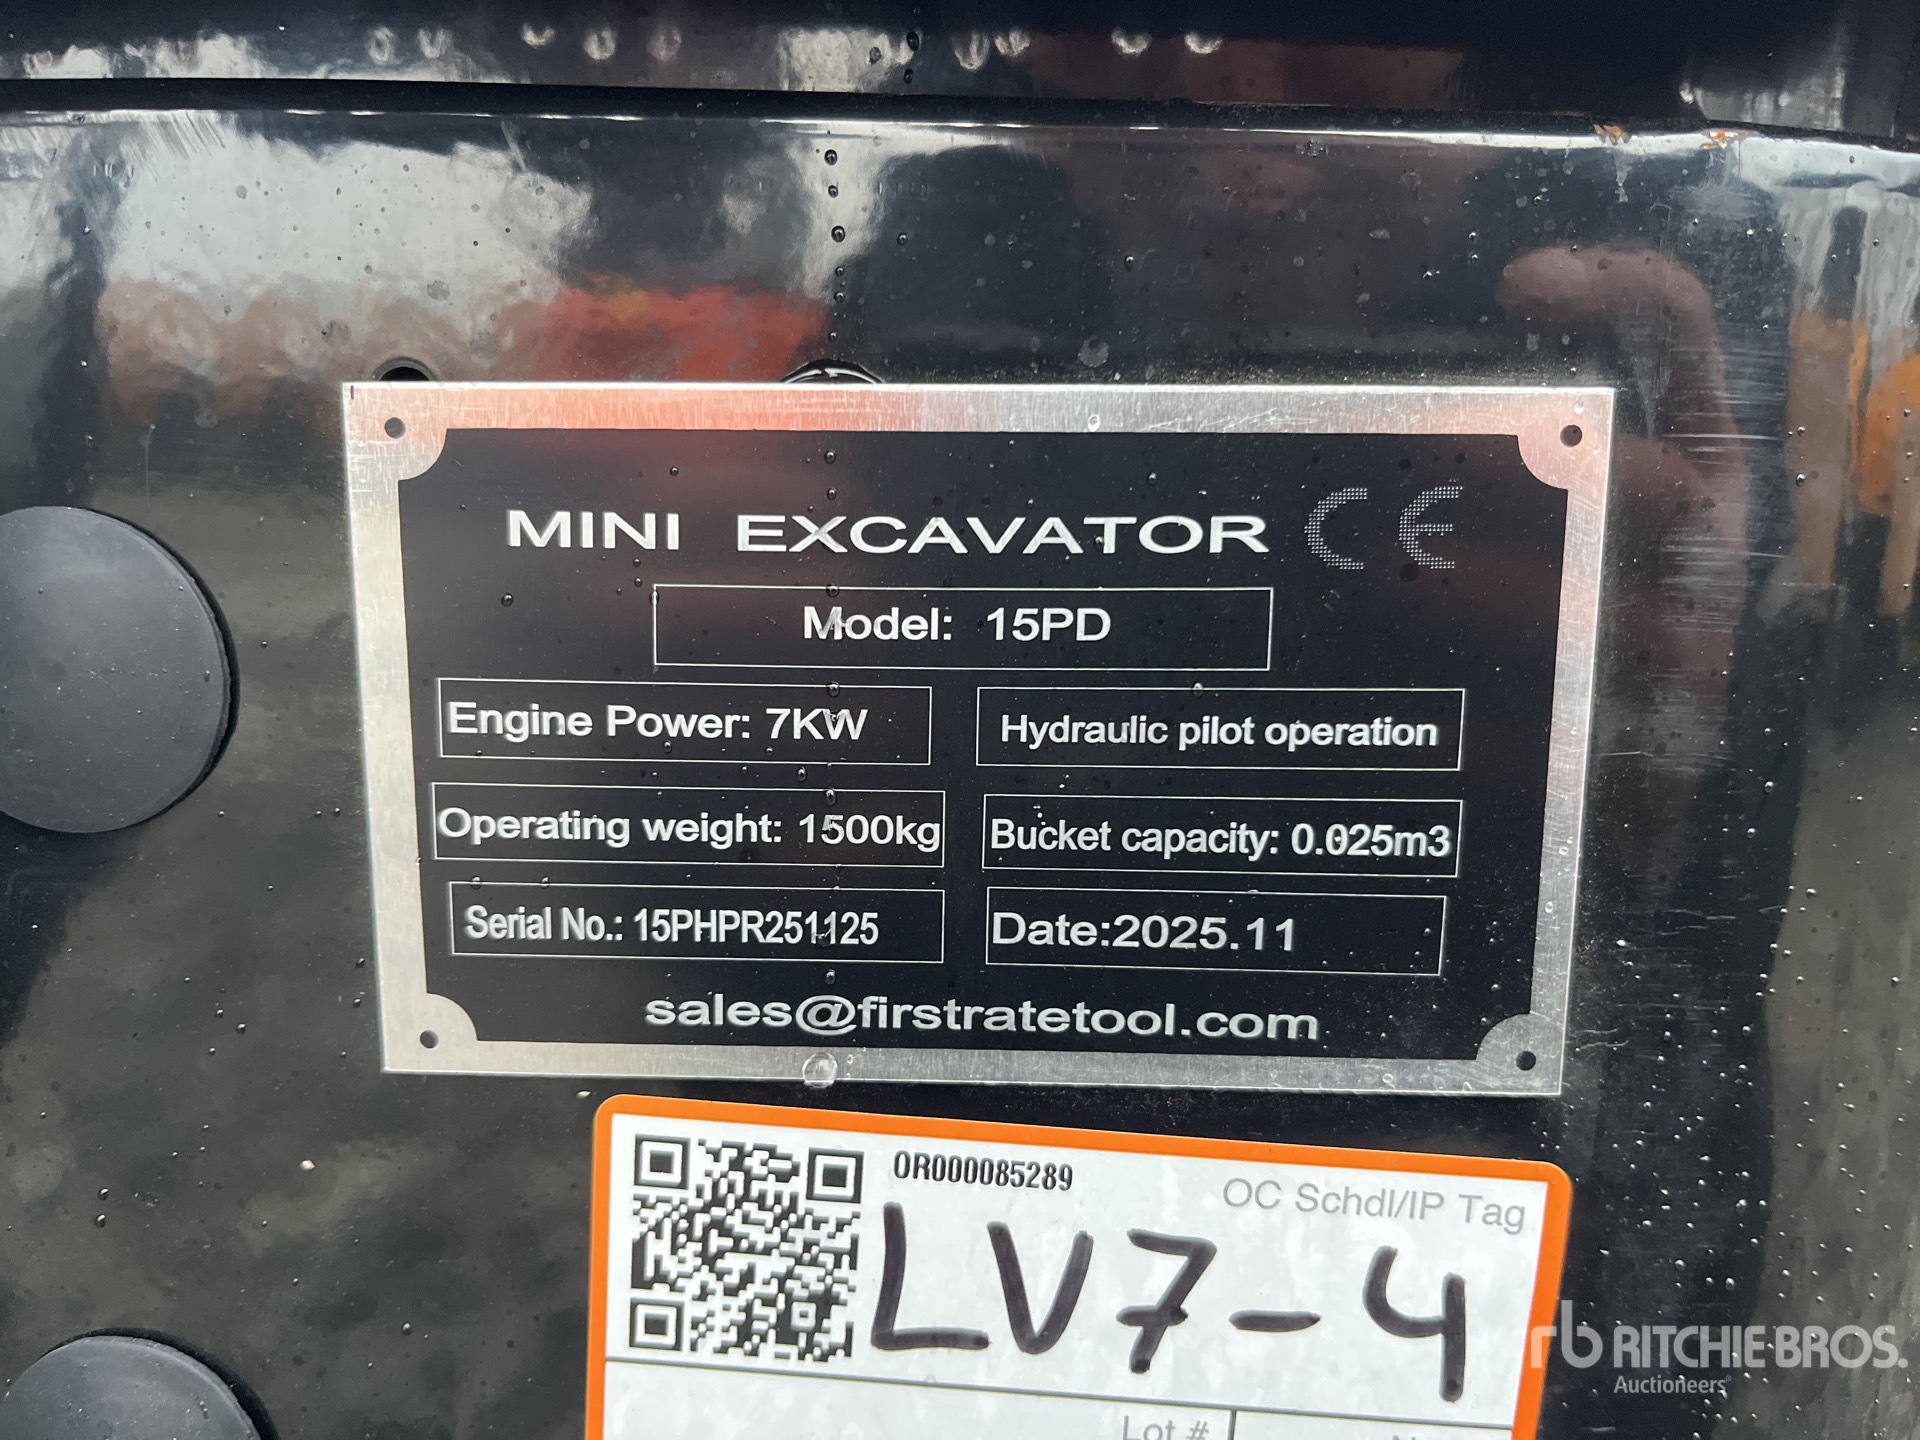 MINI EXCAVATOR CE
Model: 15PD
Engine Power: 7KW
Hydraulic pilot operation
Operating weight: 1500kg
Bucket capacity: 0.025m3
Serial No.: 15PHPR251125
Date:2025.11
sales@firstratetool.com
OR000085289
OC Schdl/IP Tag
LV7-4
Lot #
rb RITCHIE BROS.
Auctioneers